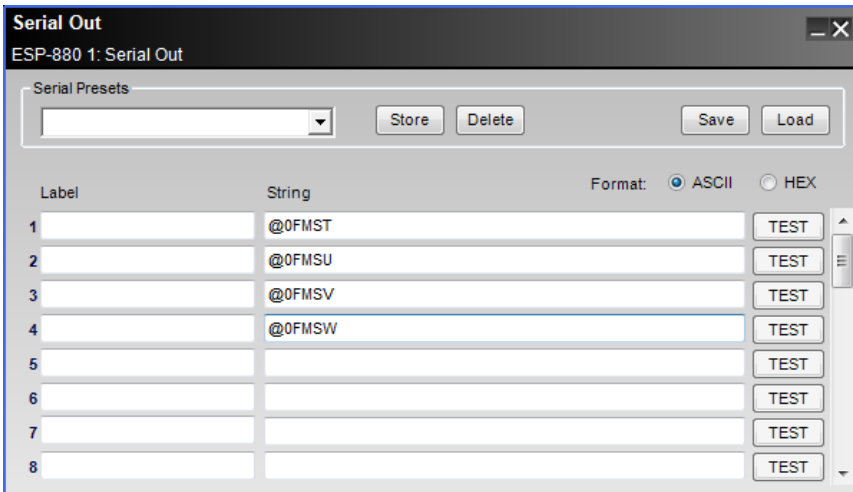 Serial Out
ESP-880 1: Serial Out
Serial Presets
Store Delete Save Load
Label String Format: ASCII HEX
1 @0FMST TEST
2 @0FMSU TEST
3 @0FMSV TEST
4 @0FMSW TEST
5 TEST
6 TEST
7 TEST
8 TEST